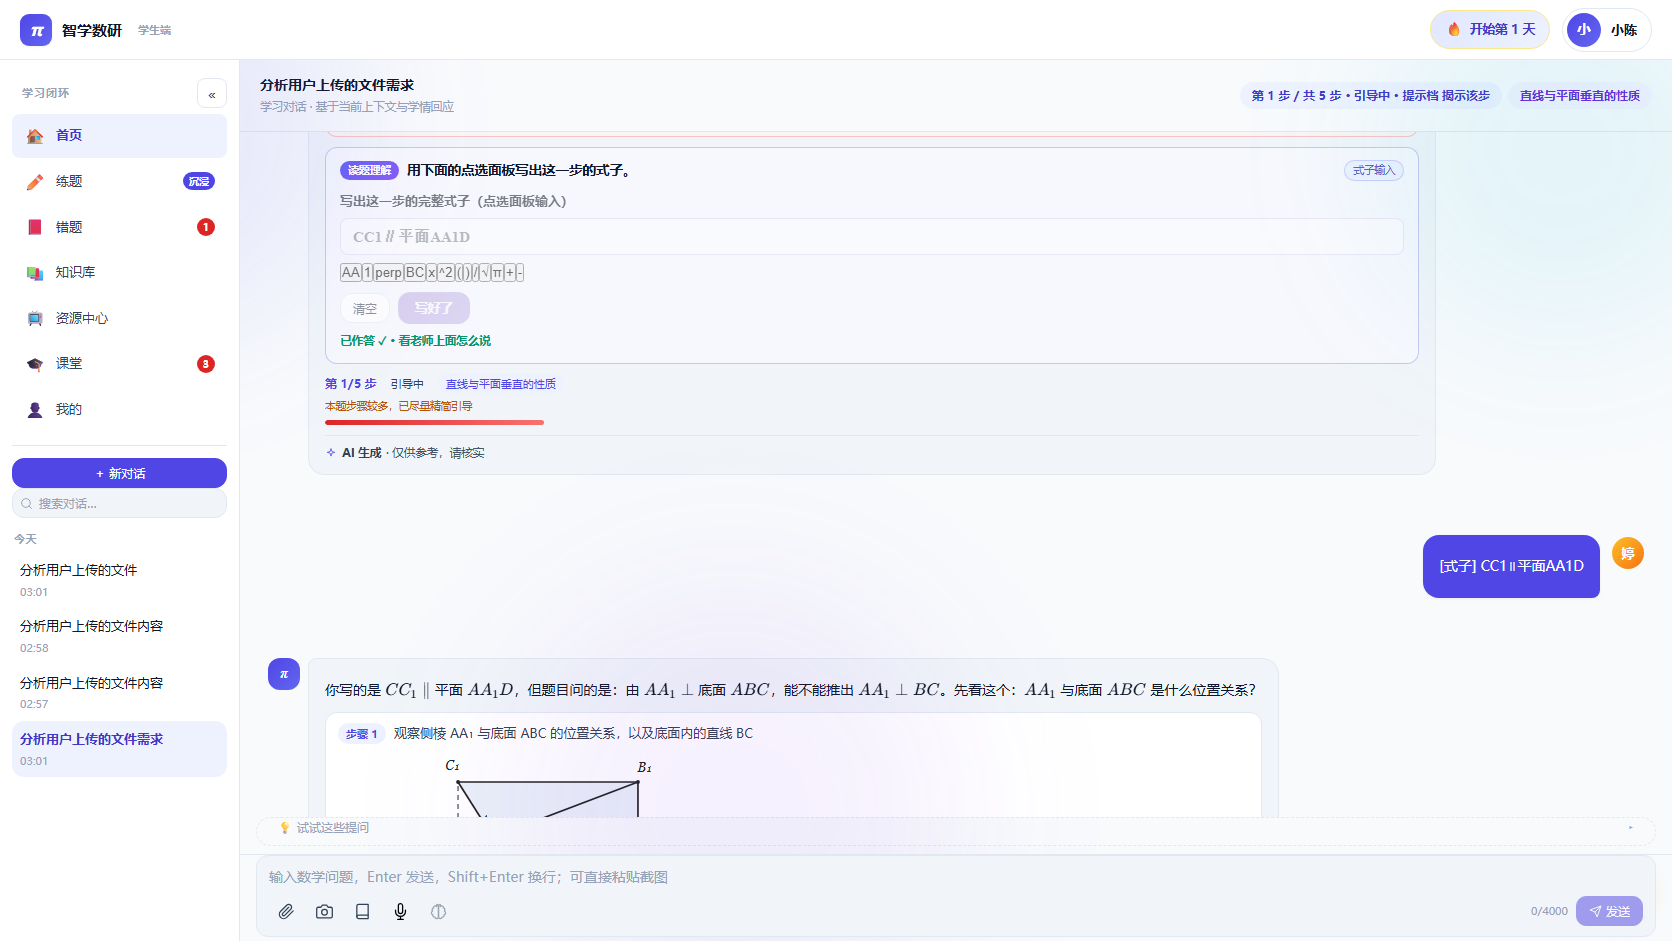 π 智学数研 学生端
开始第 1 天
小 小陈
学习闭环 «
首页
练题 沉浸
错题 1
知识库
资源中心
课堂 3
我的
+ 新对话
搜索对话...
今天
分析用户上传的文件
03:01
分析用户上传的文件内容
02:58
分析用户上传的文件内容
02:57
分析用户上传的文件需求
03:01
分析用户上传的文件需求
学习对话 · 基于当前上下文与学情回应
第 1 步 / 共 5 步 • 引导中 • 提示档 揭示该步
直线与平面垂直的性质
读题理解 用下面的点选面板写出这一步的式子。 式子输入
写出这一步的完整式子（点选面板输入）
CC1 ∥ 平面AA1D
AA 1 perp BC x ^2 ( ) / √ π + -
清空 写好了
已作答 ✓ • 看老师上面怎么说
第 1/5 步 引导中 直线与平面垂直的性质
本题步骤较多，已尽量精简引导
AI 生成 · 仅供参考，请核实
[式子] CC1∥平面AA1D
婷
π
你写的是 CC₁ ∥ 平面 AA₁D，但题目问的是：由 AA₁ ⊥ 底面 ABC，能不能推出 AA₁ ⊥ BC。先看这个：AA₁ 与底面 ABC 是什么位置关系？
步骤 1 观察侧棱 AA₁ 与底面 ABC 的位置关系，以及底面内的直线 BC
C₁ B₁
试试这些提问
输入数学问题，Enter 发送，Shift+Enter 换行；可直接粘贴截图
0/4000 发送